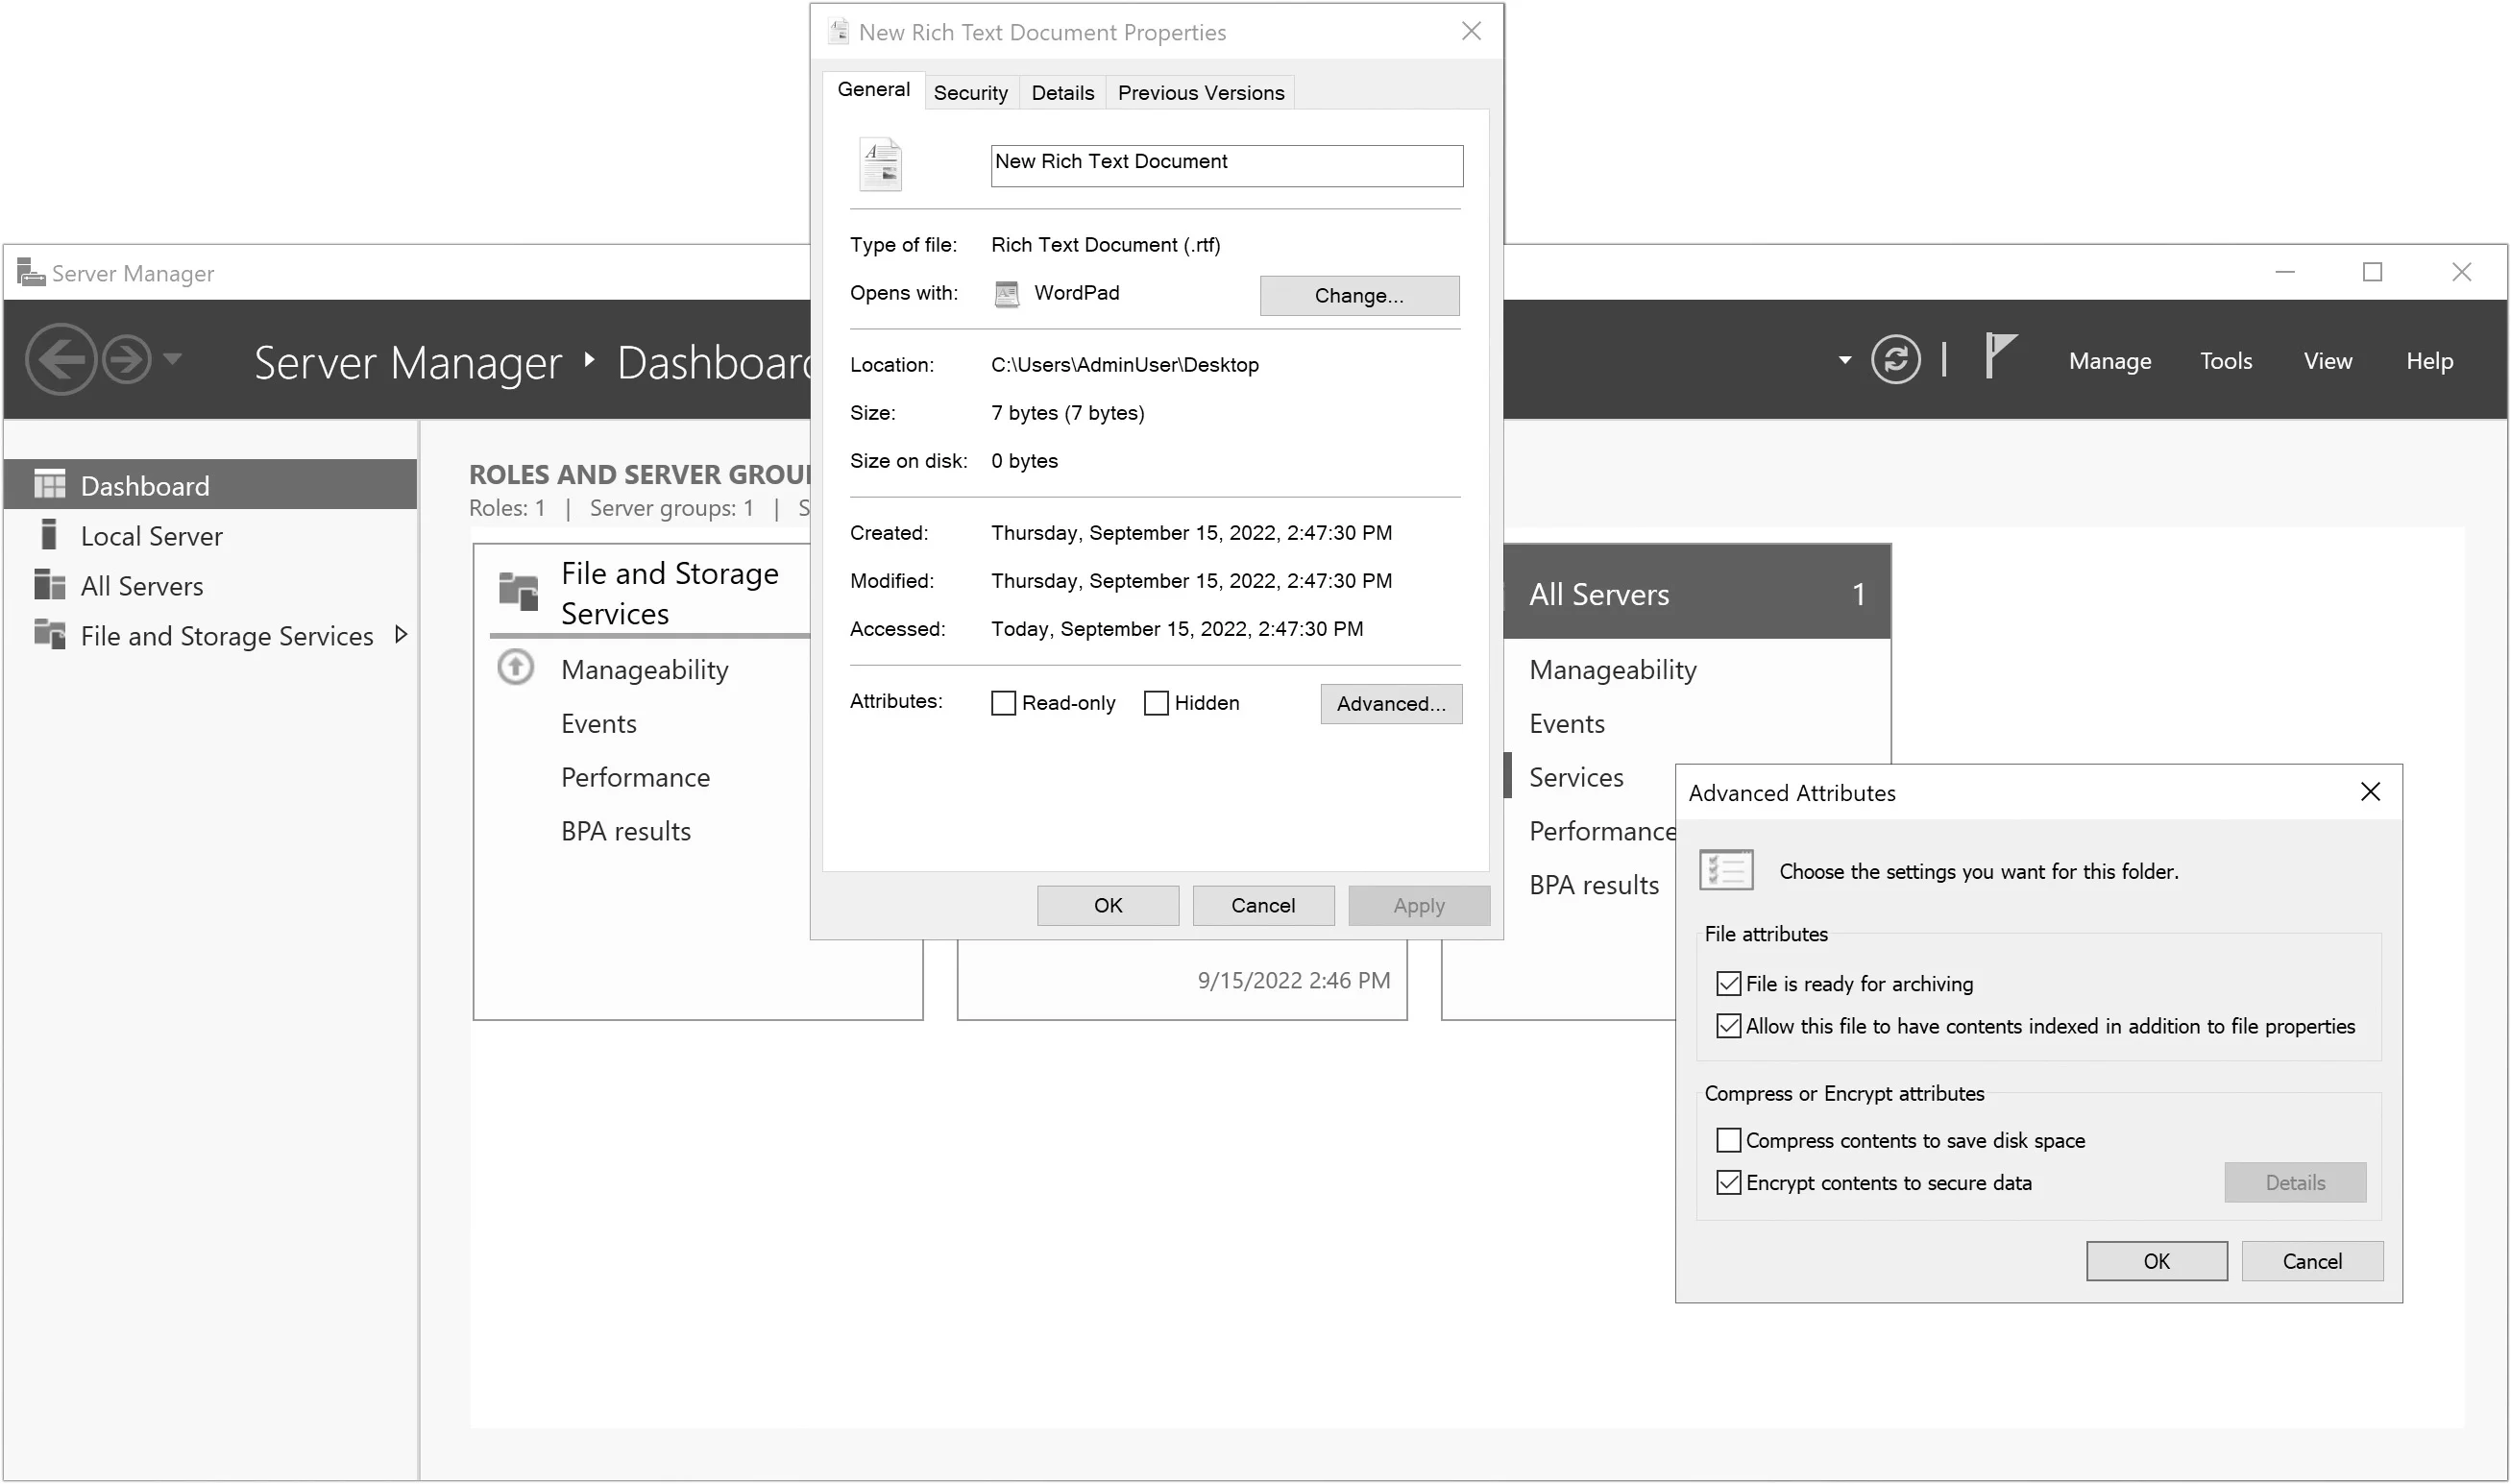 New Rich Text Document Properties
General
Security
Details
Previous Versions
New Rich Text Document
Type of file:
Rich Text Document (.rtf)
Opens with:
WordPad
Change...
Location:
C:\Users\AdminUser\Desktop
Size:
7 bytes (7 bytes)
Size on disk:
0 bytes
Created:
Thursday, September 15, 2022, 2:47:30 PM
Modified:
Thursday, September 15, 2022, 2:47:30 PM
Accessed:
Today, September 15, 2022, 2:47:30 PM
Attributes:
Read-only
Hidden
Advanced...
OK
Cancel
Apply
Server Manager
Server Manager
Manage
Tools
View
Help
Dashboard
Local Server
All Servers
File and Storage Services
ROLES AND SERVER
Roles: 1 | Server groups: 1 |
File and Storage
Services
Manageability
Events
Performance
BPA results
9/15/2022 2:46 PM
All Servers
1
Manageability
Events
Services
Performance
BPA results
Advanced Attributes
Choose the settings you want for this folder.
File attributes
File is ready for archiving
Allow this file to have contents indexed in addition to file properties
Compress or Encrypt attributes
Compress contents to save disk space
Encrypt contents to secure data
Details
OK
Cancel